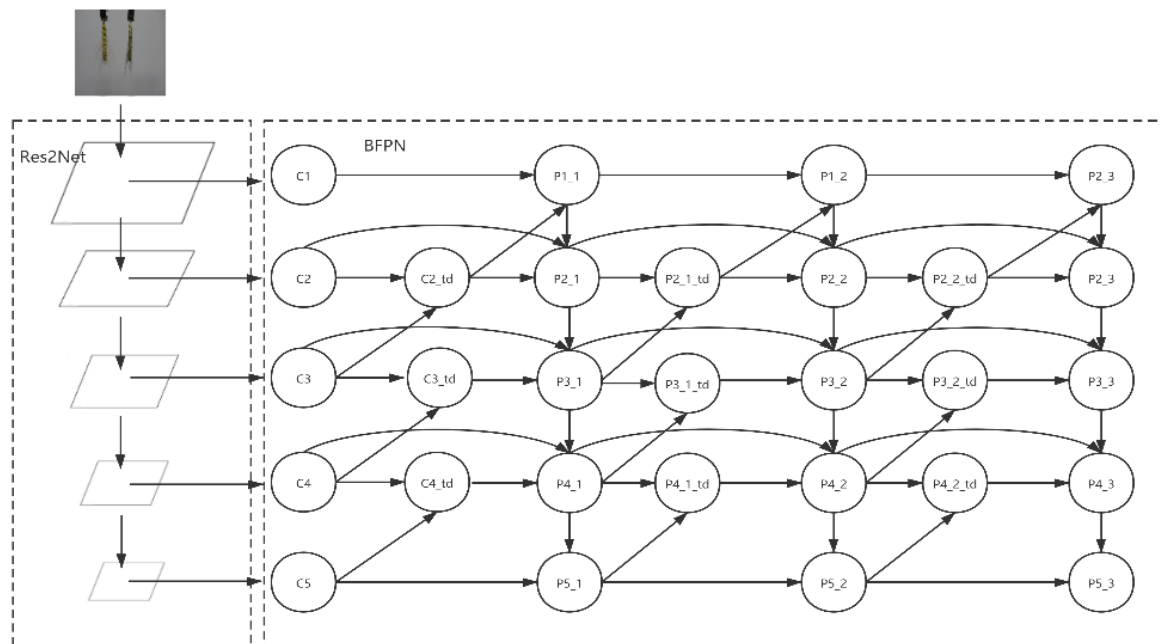 BFPN
Res2Net
C1 P1_1 P1_2 P2_3
C2 C2_td P2_1 P2_1_td P2_2 P2_2_td P2_3
C3 C3_td P3_1 P3_1_td P3_2 P3_2_td P3_3
C4 C4_td P4_1 P4_1_td P4_2 P4_2_td P4_3
C5 P5_1 P5_2 P5_3